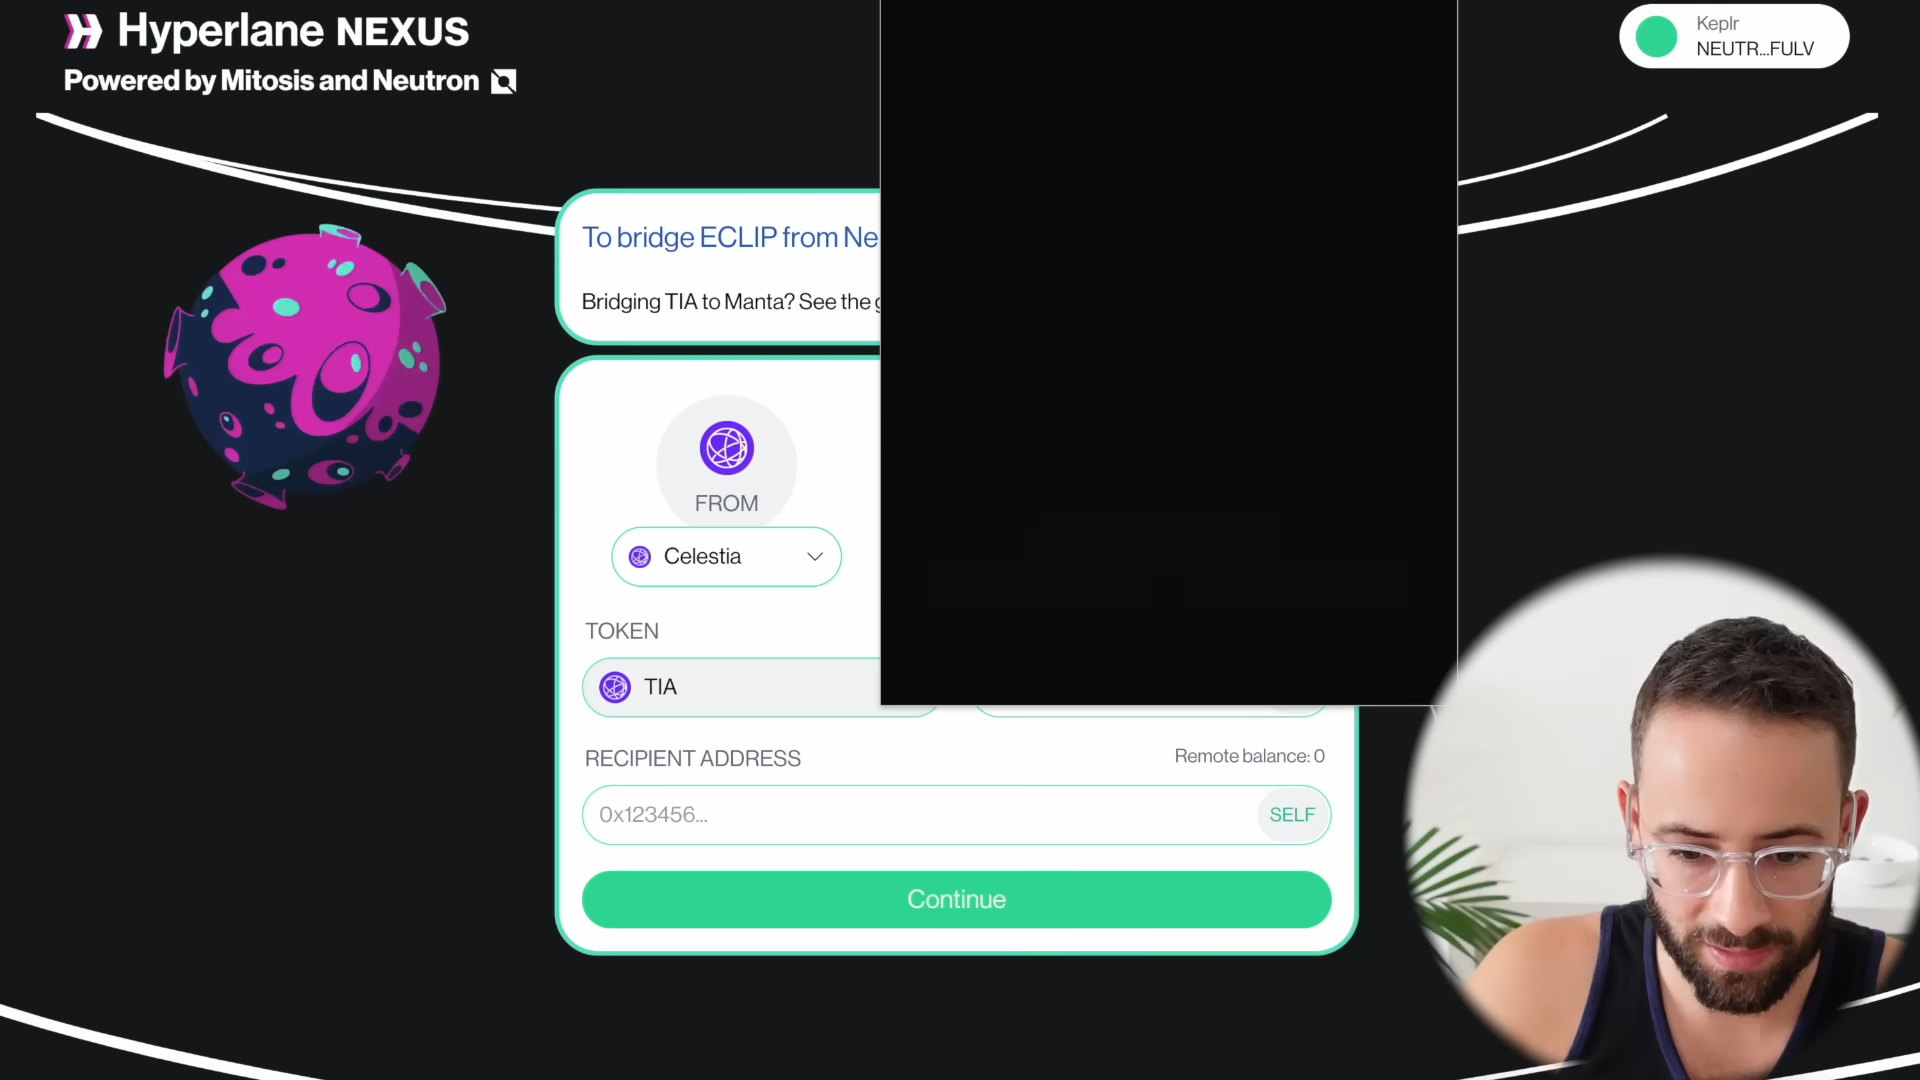 Hyperlane NEXUS
Powered by Mitosis and Neutron
Keplr
NEUTR...FULV
To bridge ECLIP from Ne
Bridging TIA to Manta? See the
FROM
Celestia
TOKEN
TIA
RECIPIENT ADDRESS
Remote balance: 0
0x123456...
SELF
Continue